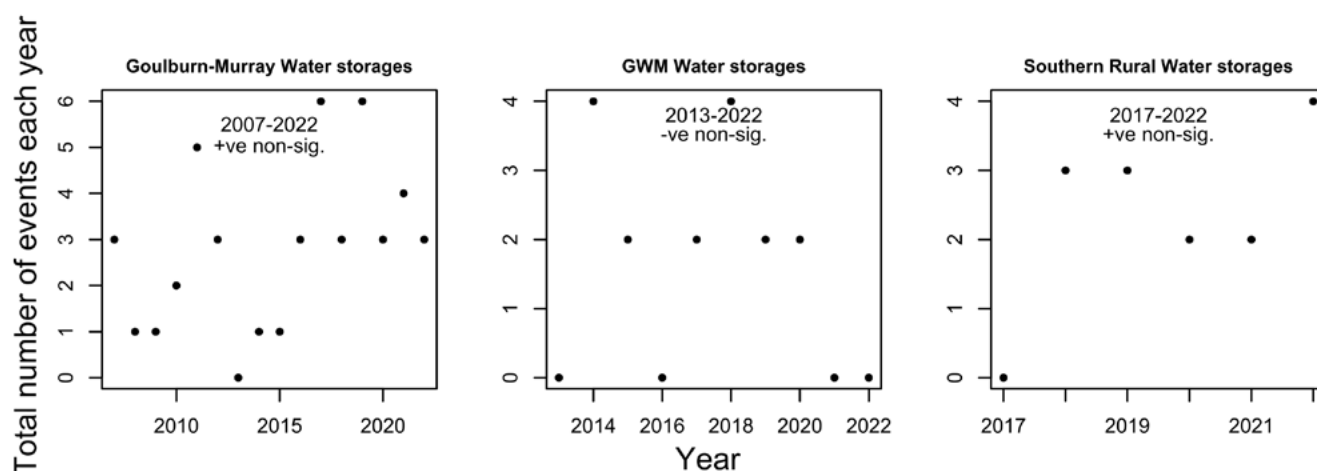 Total number of events each year
Goulburn-Murray Water storages
6
5
4
3
2
1
0
2007-2022
+ve non-sig.
2010 2015 2020
GWM Water storages
4
3
2
1
0
2013-2022
-ve non-sig.
2014 2016 2018 2020 2022
Southern Rural Water storages
4
3
2
1
0
2017-2022
+ve non-sig.
2017 2019 2021
Year